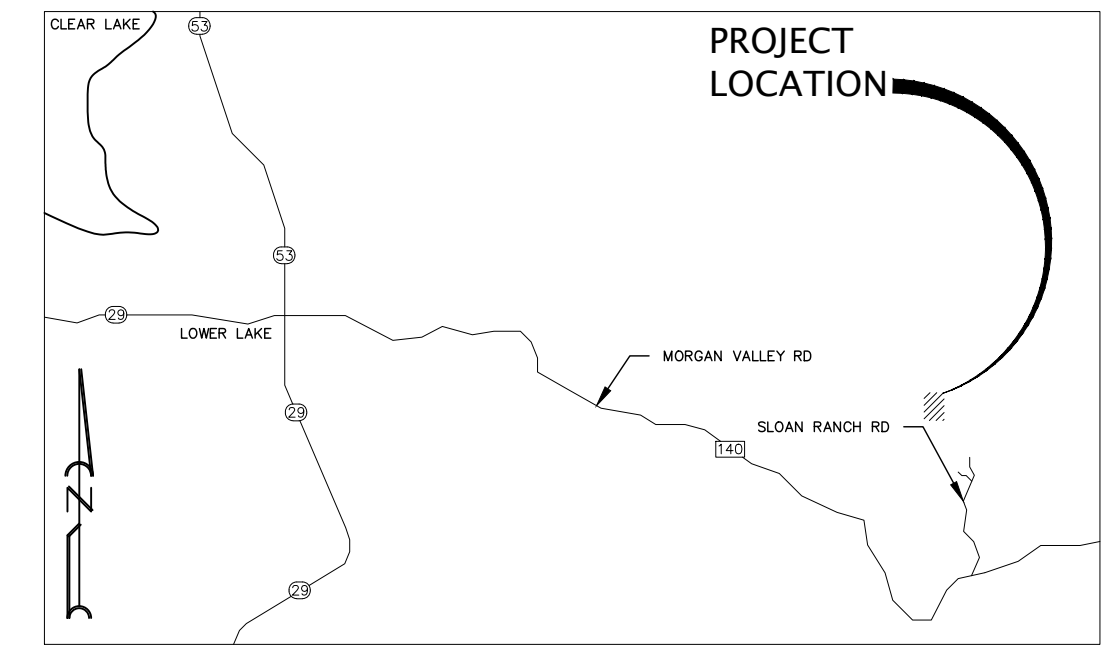 CLEAR LAKE
53
PROJECT
LOCATION
53
29
LOWER LAKE
MORGAN VALLEY RD
29
SLOAN RANCH RD
140
N
29